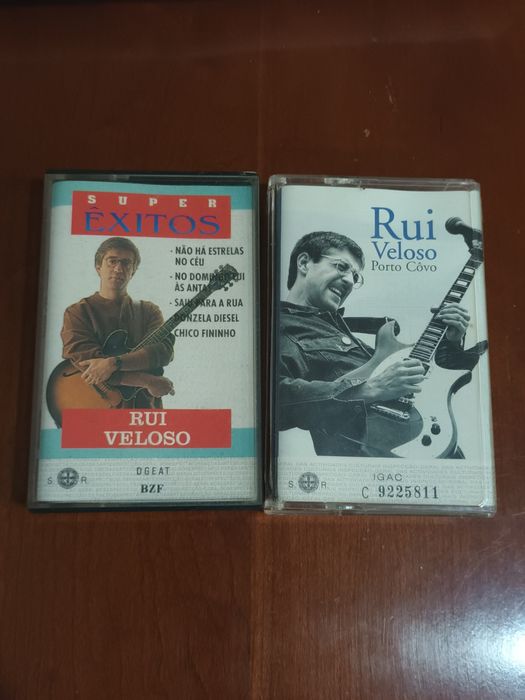 SUPER
ÊXITOS
- NÃO HÁ ESTRELAS
NO CÉU
- NO DOMINGO FUI
ÀS ANTAS
- SAIU PARA A RUA
- DONZELA DIESEL
- CHICO FININHO
RUI
VELOSO
DGEAT
S R
BZF
Rui
Veloso
Porto Côvo
IGAC
S R
C 9225811